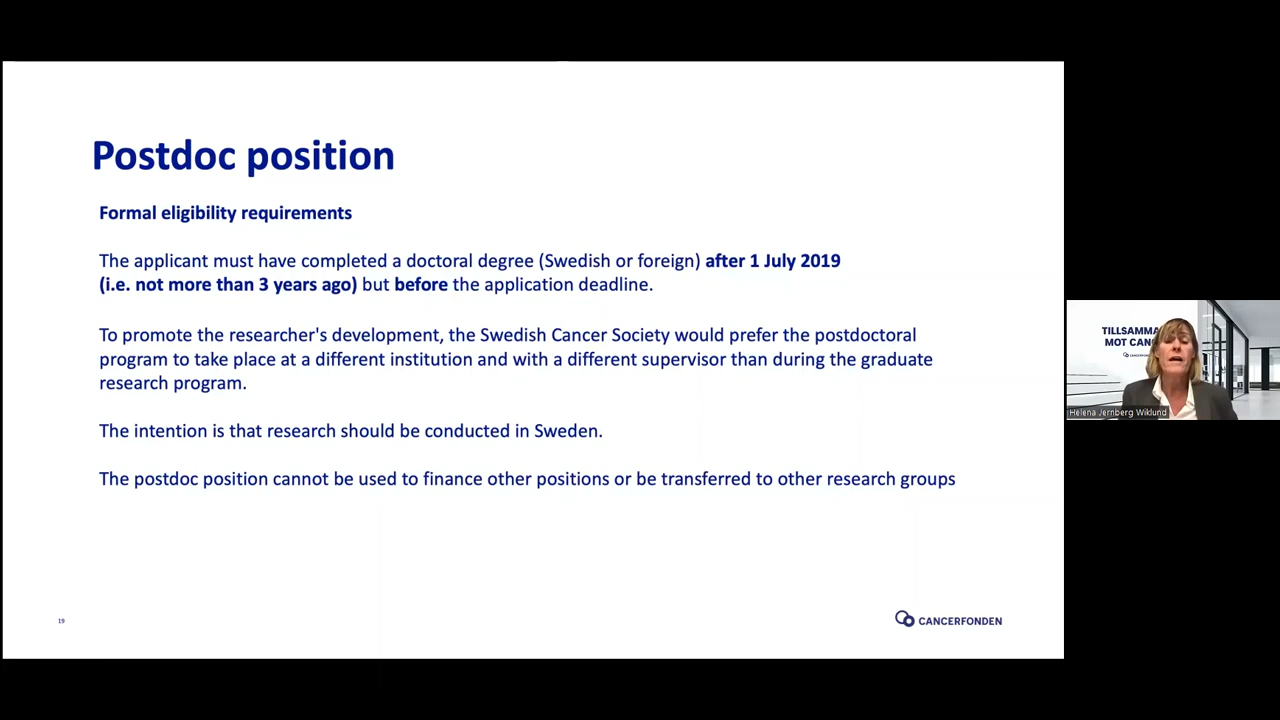 Postdoc position
Formal eligibility requirements
The applicant must have completed a doctoral degree (Swedish or foreign) after 1 July 2019
(i.e. not more than 3 years ago) but before the application deadline.
To promote the researcher's development, the Swedish Cancer Society would prefer the postdoctoral
program to take place at a different institution and with a different supervisor than during the graduate
research program.
The intention is that research should be conducted in Sweden.
The postdoc position cannot be used to finance other positions or be transferred to other research groups
19
CANCERFONDEN
TILLSAMMA
MOT CANC
Helena Jernberg Wiklund